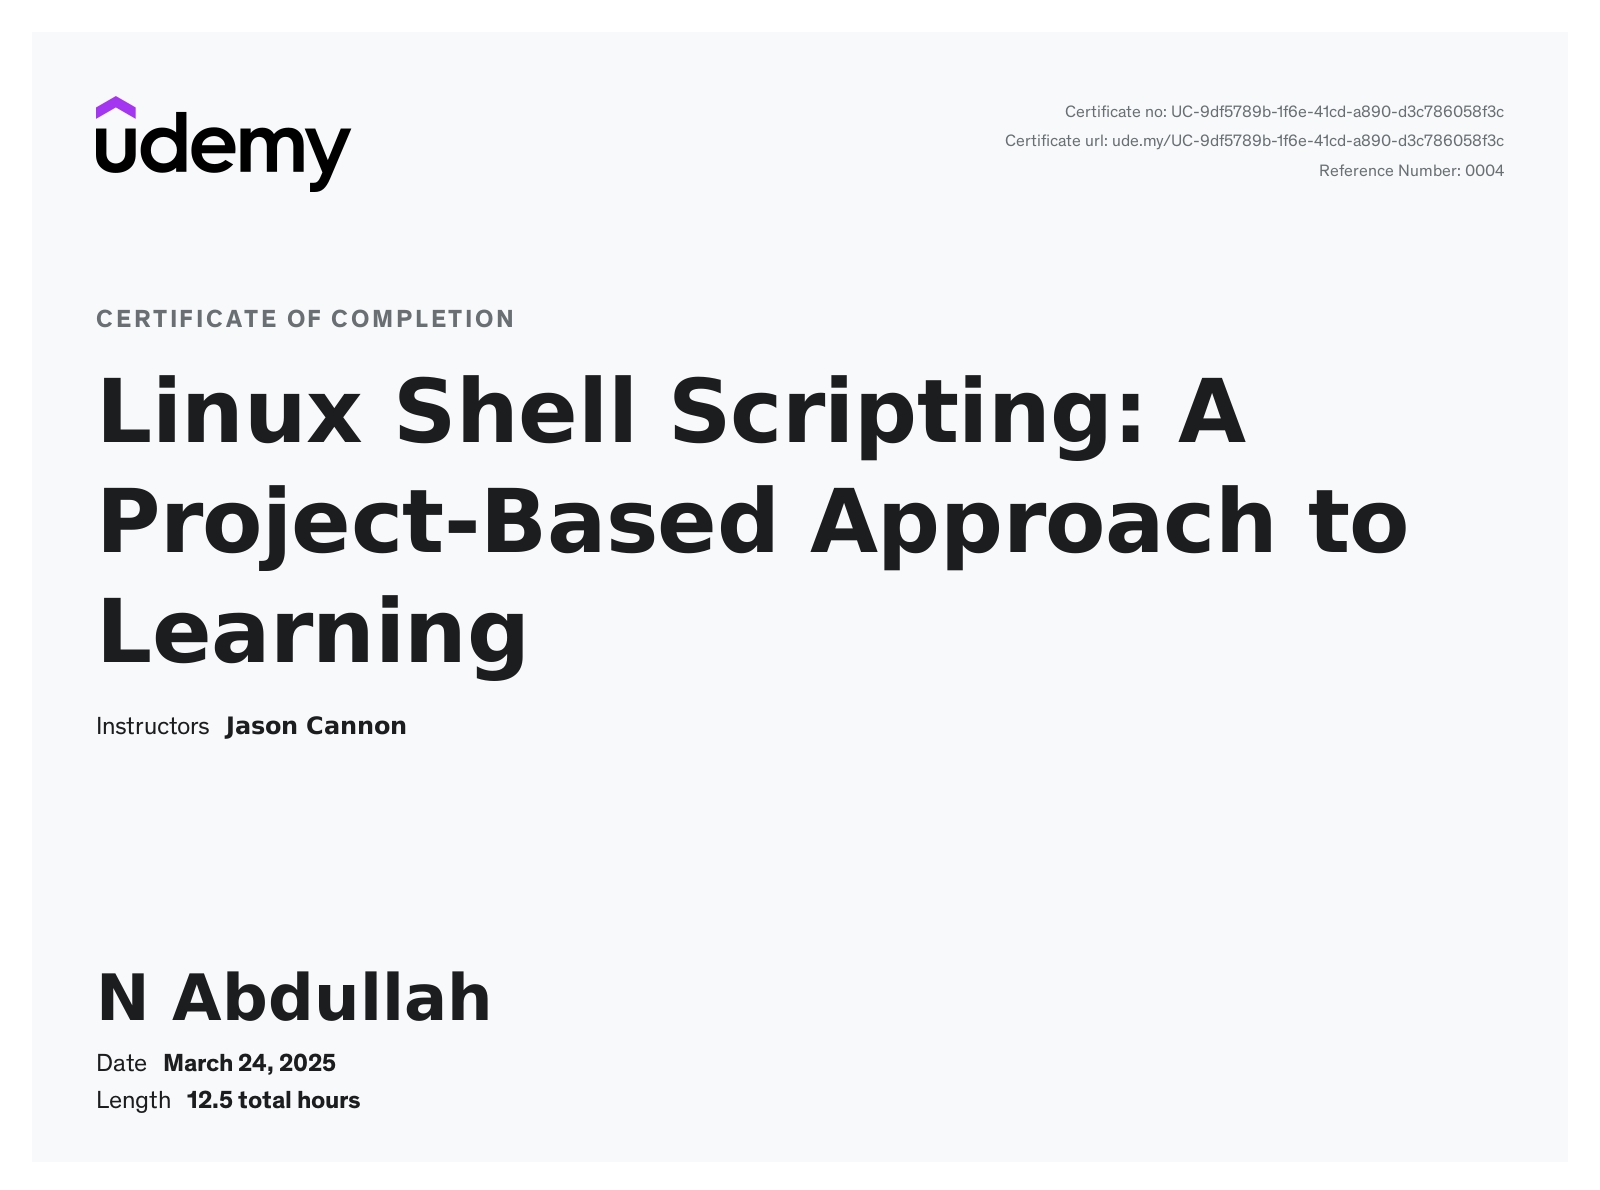 udemy
Certificate no: UC-9df5789b-1f6e-41cd-a890-d3c786058f3c
Certificate url: ude.my/UC-9df5789b-1f6e-41cd-a890-d3c786058f3c
Reference Number: 0004
CERTIFICATE OF COMPLETION
Linux Shell Scripting: A
Project-Based Approach to
Learning
Instructors Jason Cannon
N Abdullah
Date March 24, 2025
Length 12.5 total hours